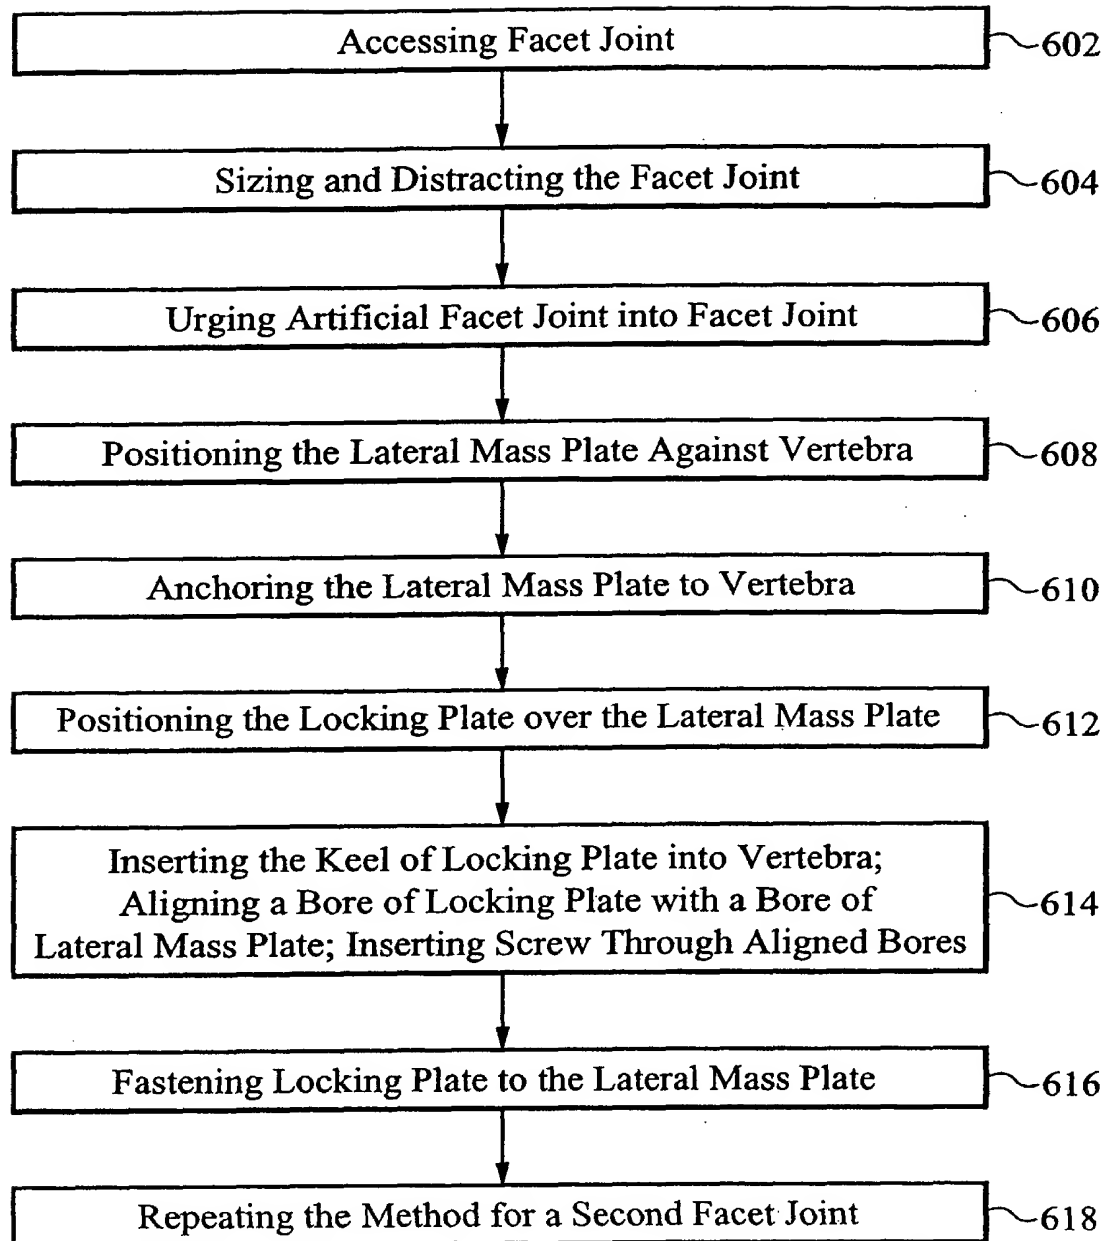 Accessing Facet Joint
602
Sizing and Distracting the Facet Joint
604
Urging Artificial Facet Joint into Facet Joint
606
Positioning the Lateral Mass Plate Against Vertebra
608
Anchoring the Lateral Mass Plate to Vertebra
610
Positioning the Locking Plate over the Lateral Mass Plate
612
Inserting the Keel of Locking Plate into Vertebra;
Aligning a Bore of Locking Plate with a Bore of
Lateral Mass Plate; Inserting Screw Through Aligned Bores
614
Fastening Locking Plate to the Lateral Mass Plate
616
Repeating the Method for a Second Facet Joint
618